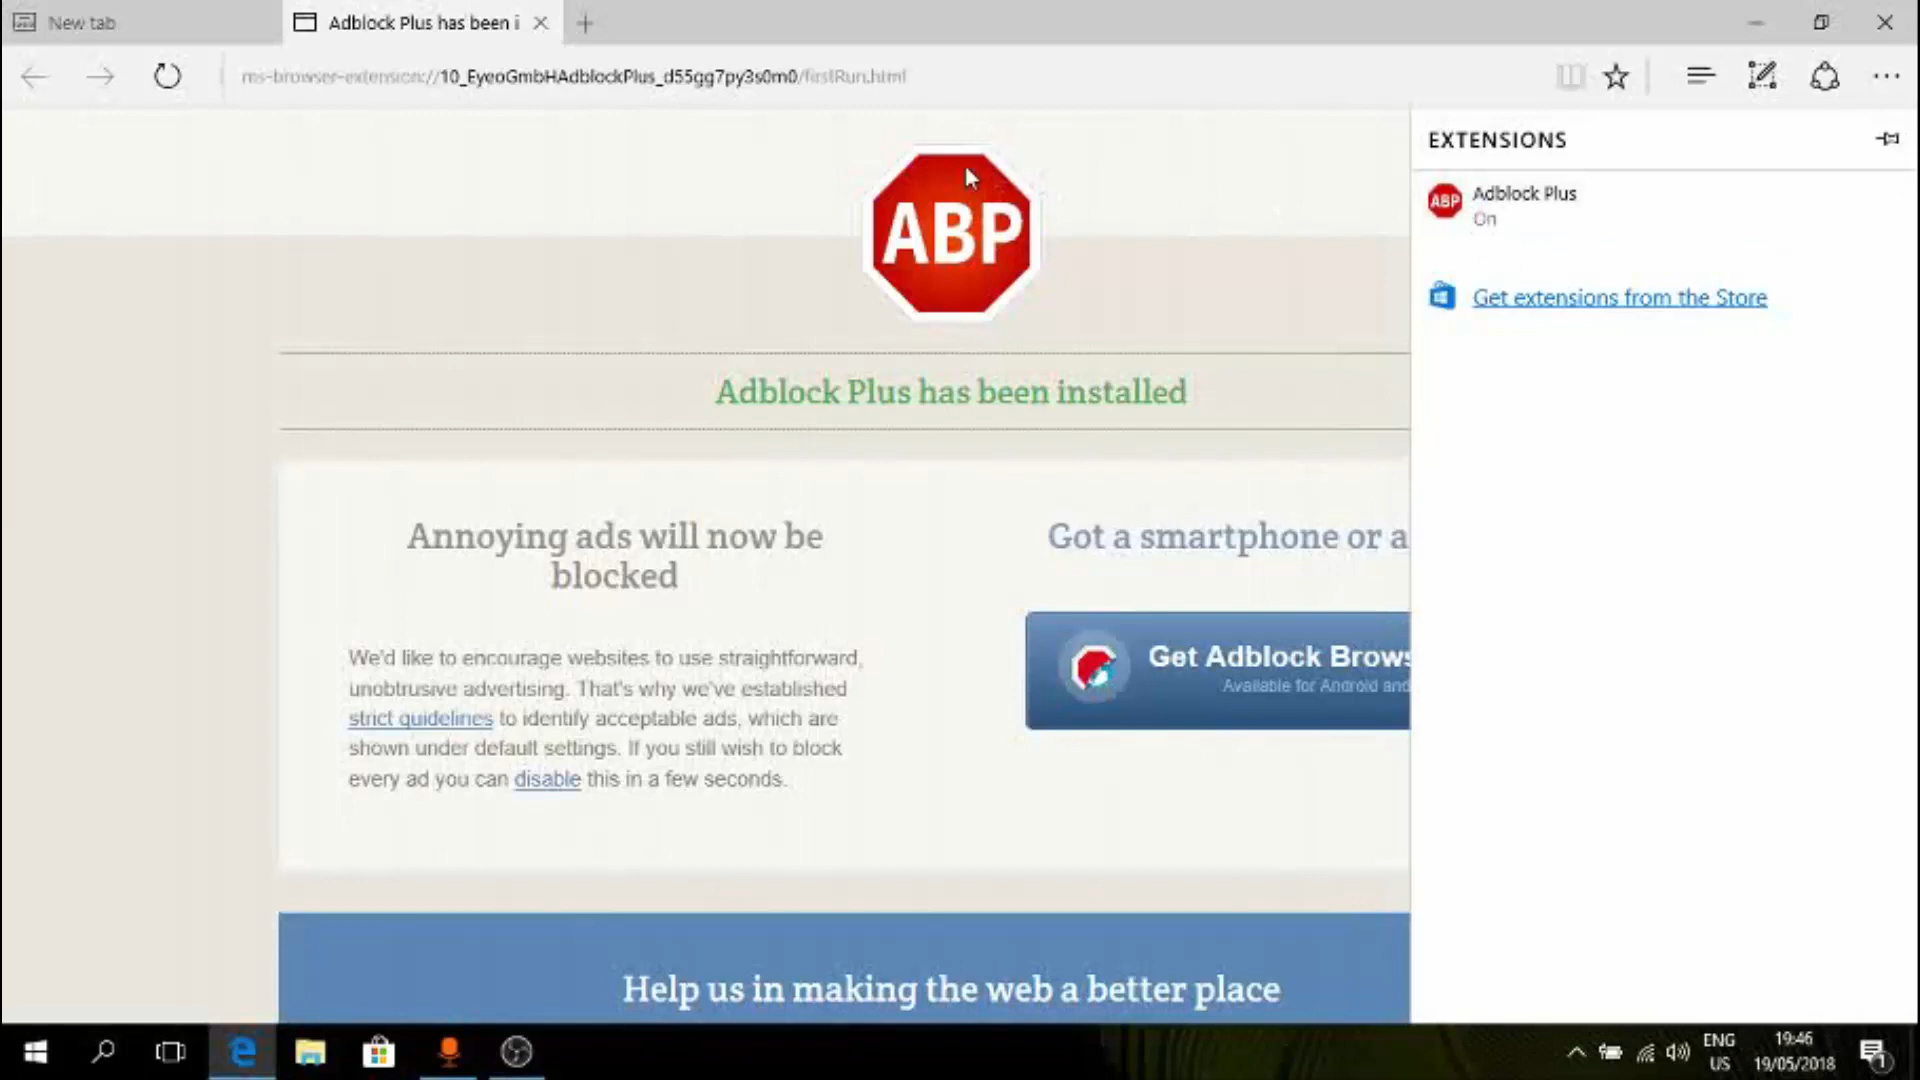 New tab
Adblock Plus has been i
ms-browser-extension://10_EyeoGmbHAdblockPlus_d55gg7py3s0m0/firstRun.html
EXTENSIONS
ABP
Adblock Plus
On
Get extensions from the Store
ABP
Adblock Plus has been installed
Annoying ads will now be
blocked
We'd like to encourage websites to use straightforward,
unobtrusive advertising. That's why we've established
strict guidelines to identify acceptable ads, which are
shown under default settings. If you still wish to block
every ad you can disable this in a few seconds.
Got a smartphone or a
Get Adblock Brows
Available for Android and
Help us in making the web a better place
ENG
US
19:46
19/05/2018
1